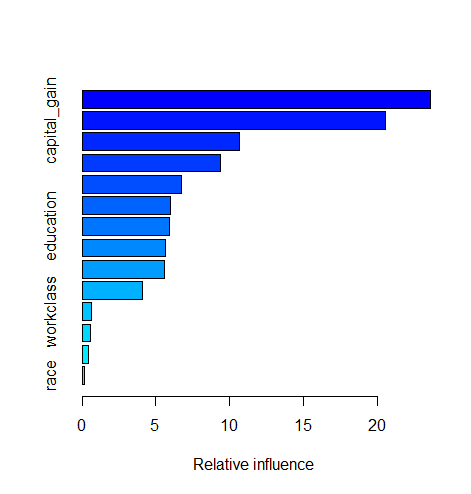 capital_gain
education
workclass
race
0 5 10 15 20
Relative influence